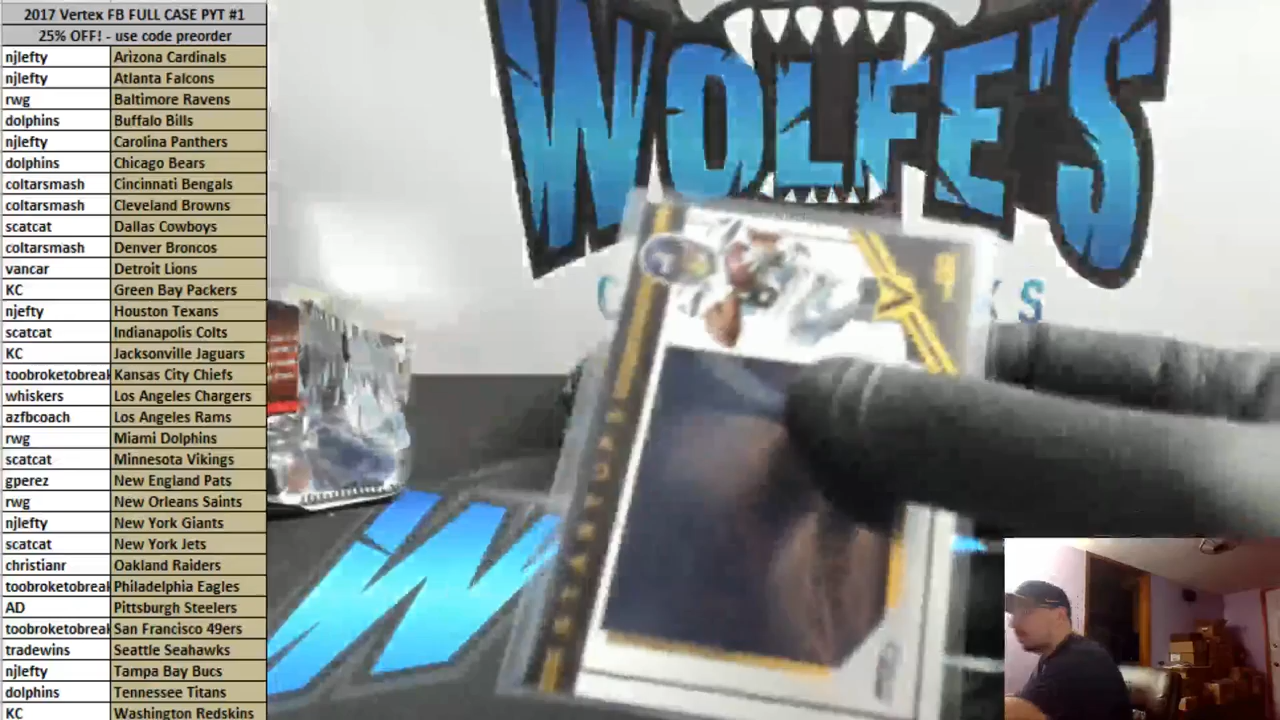 2017 Vertex FB FULL CASE PYT #1
25% OFF! - use code preorder
njlefty Arizona Cardinals
njlefty Atlanta Falcons
rwg Baltimore Ravens
dolphins Buffalo Bills
njlefty Carolina Panthers
dolphins Chicago Bears
coltarsmash Cincinnati Bengals
coltarsmash Cleveland Browns
scatcat Dallas Cowboys
coltarsmash Denver Broncos
vancar Detroit Lions
KC Green Bay Packers
njefty Houston Texans
scatcat Indianapolis Colts
KC Jacksonville Jaguars
toobroketobreak Kansas City Chiefs
whiskers Los Angeles Chargers
azfbcoach Los Angeles Rams
rwg Miami Dolphins
scatcat Minnesota Vikings
gperez New England Pats
rwg New Orleans Saints
njlefty New York Giants
scatcat New York Jets
christianr Oakland Raiders
toobroketobreak Philadelphia Eagles
AD Pittsburgh Steelers
toobroketobreak San Francisco 49ers
tradewins Seattle Seahawks
njlefty Tampa Bay Bucs
dolphins Tennessee Titans
KC Washington Redskins
WOLFE'S
W